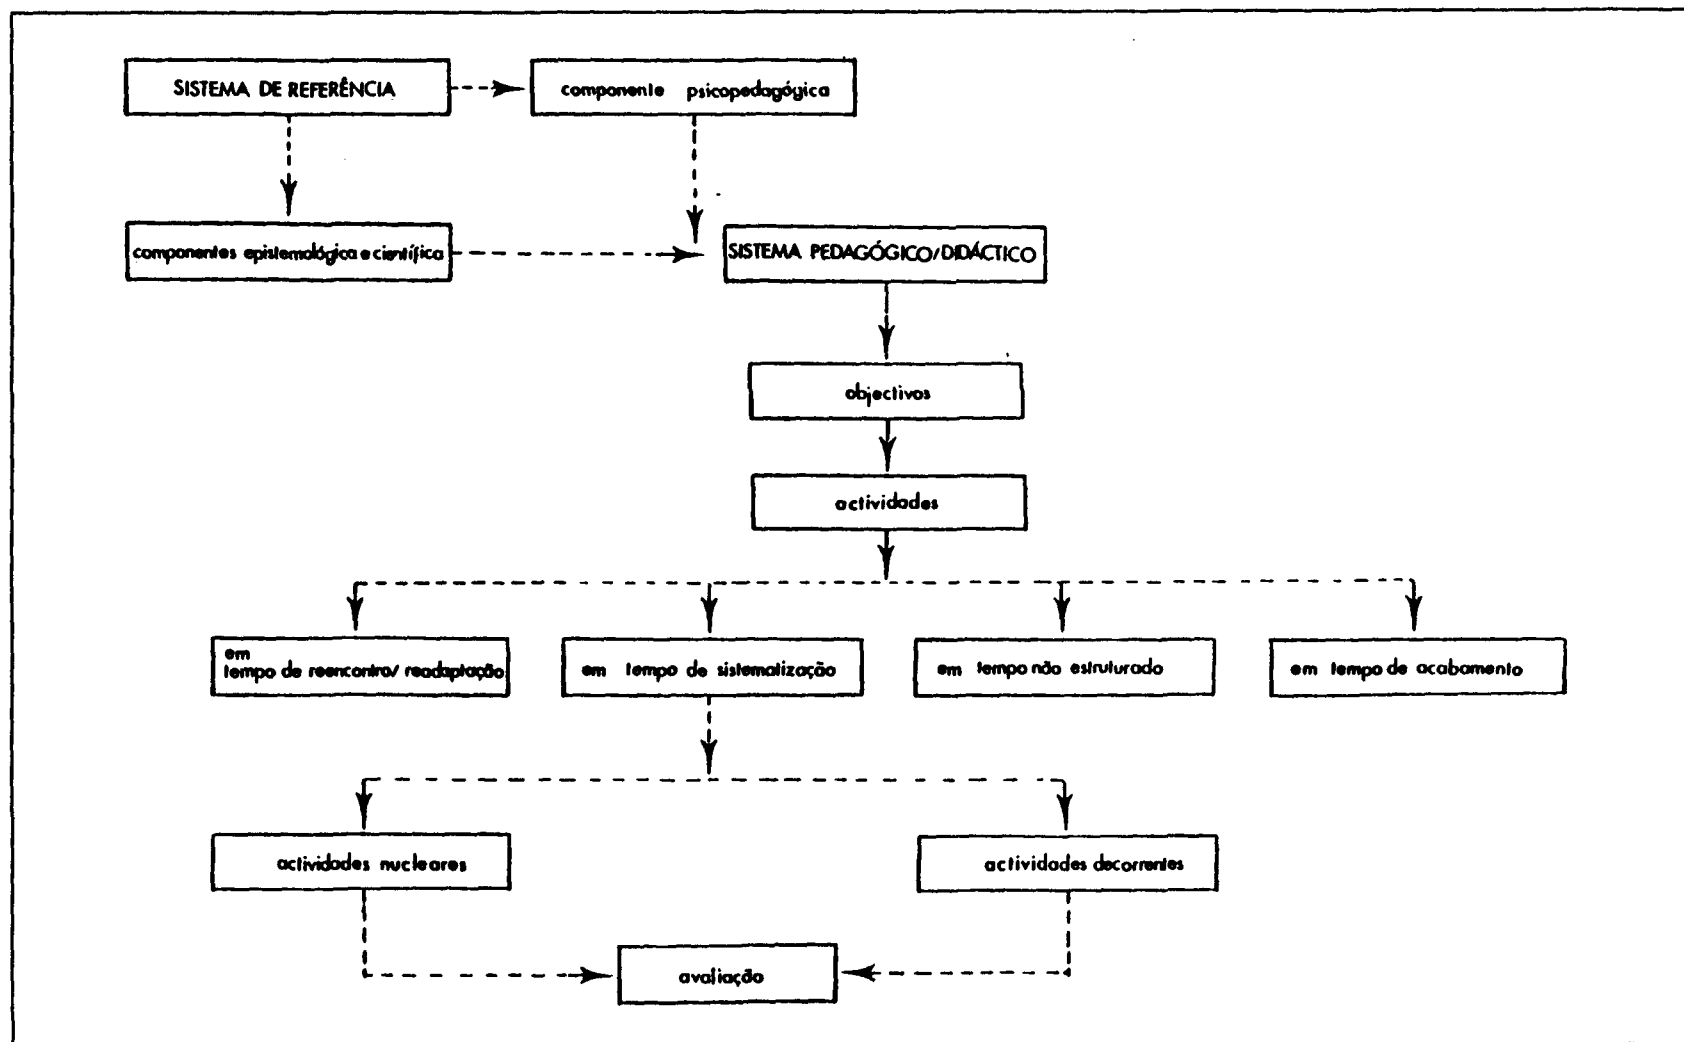 SISTEMA DE REFERÊNCIA
componente psicopedagógica
componentes epistemológica e científica
SISTEMA PEDAGÓGICO/DIDÁCTICO
objectivos
actividades
em
tempo de reencontro/ readaptação
em tempo de sistematização
em tempo não estruturado
em tempo de acabamento
actividades nucleares
actividades decorrentes
avaliação